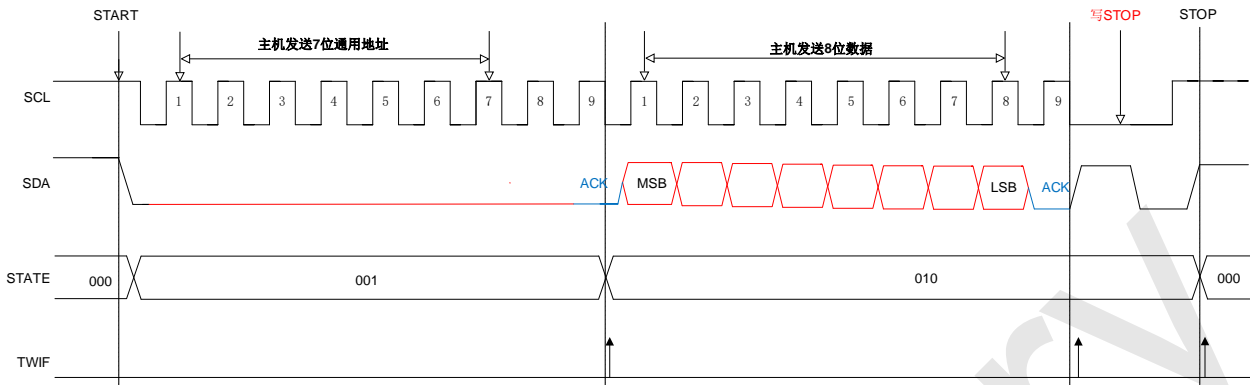 START
写STOP
STOP
主机发送7位通用地址
主机发送8位数据
SCL
1 2 3 4 5 6 7 8 9 1 2 3 4 5 6 7 8 9
SDA
ACK MSB LSB ACK
STATE
000 001 010 000
TWIF